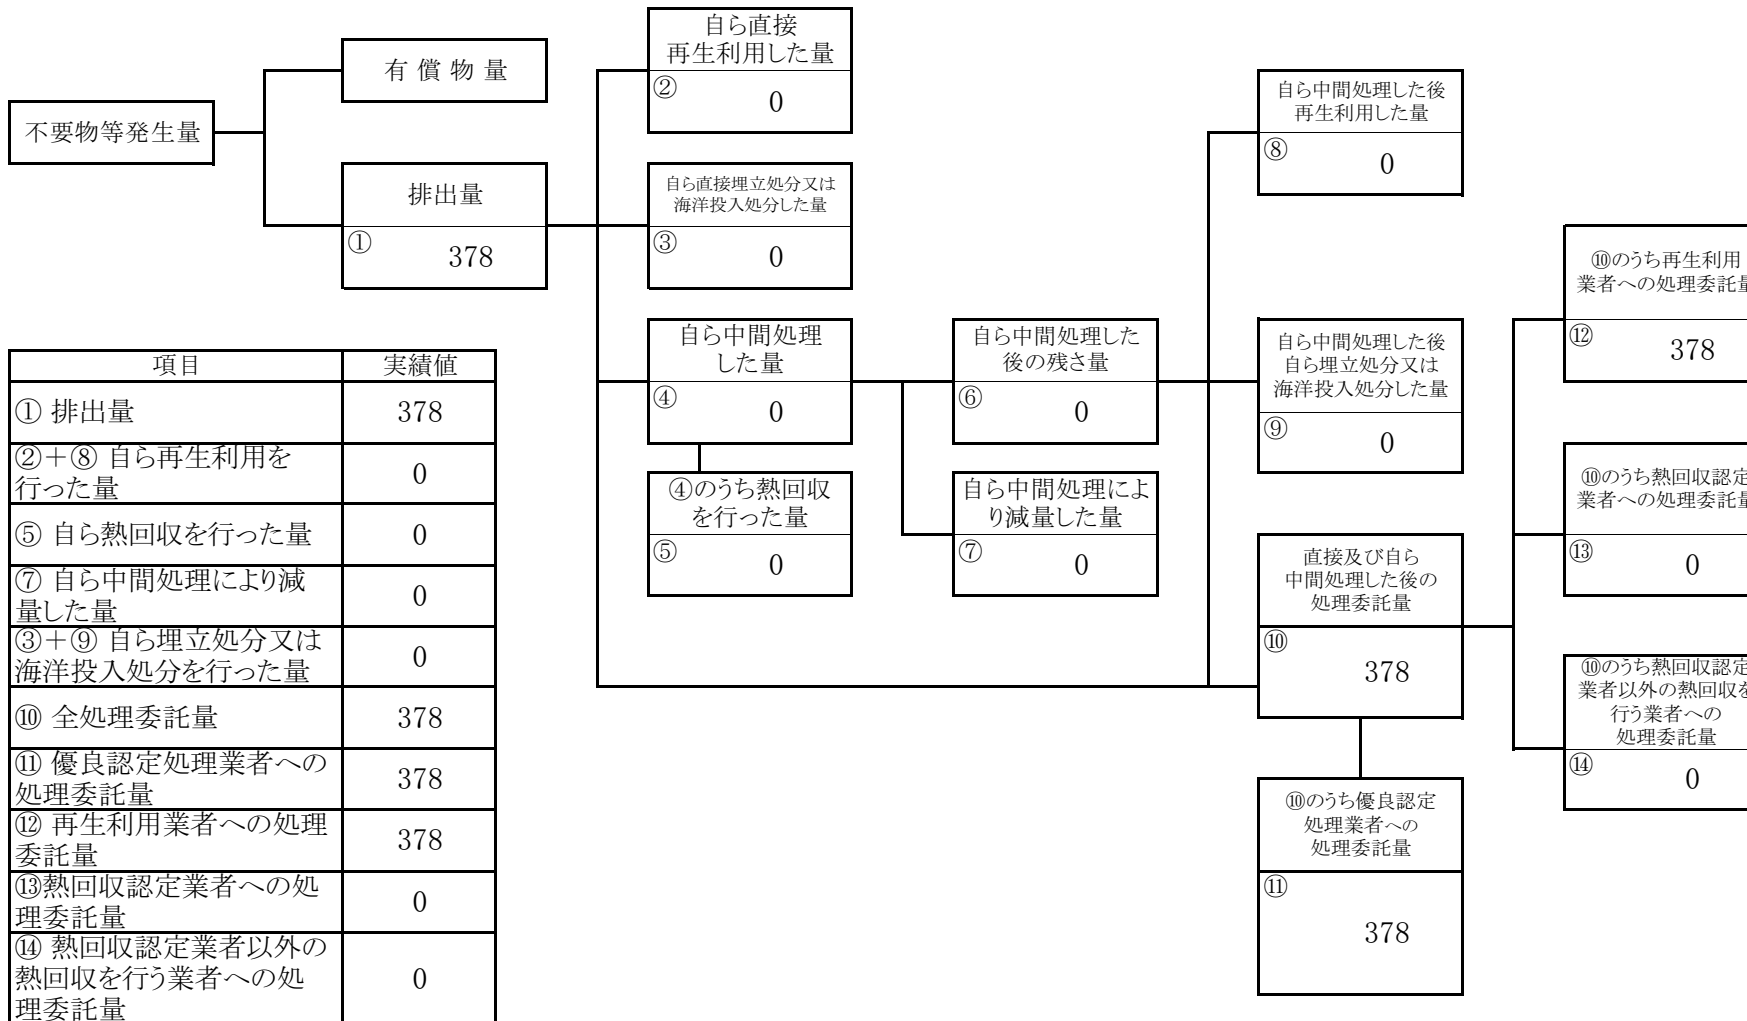 不要物等発生量
有償物量
排出量
①
378
自ら直接
再生利用した量
②
0
自ら直接埋立処分又は
海洋投入処分した量
③
0
自ら中間処理
した量
④
0
④のうち熱回収
を行った量
⑤
0
自ら中間処理した
後の残さ量
⑥
0
自ら中間処理によ
り減量した量
⑦
0
自ら中間処理した後
再生利用した量
⑧
0
自ら中間処理した後
自ら埋立処分又は
海洋投入処分した量
⑨
0
直接及び自ら
中間処理した後の
処理委託量
⑩
378
⑩のうち優良認定
処理業者への
処理委託量
⑪
378
⑩のうち再生利用
業者への処理委託量
⑫
378
⑩のうち熱回収認定
業者への処理委託量
⑬
0
⑩のうち熱回収認定
業者以外の熱回収を
行う業者への
処理委託量
⑭
0
項目 実績値
① 排出量 378
②+⑧ 自ら再生利用を
行った量 0
⑤ 自ら熱回収を行った量 0
⑦ 自ら中間処理により減
量した量 0
③+⑨ 自ら埋立処分又は
海洋投入処分を行った量 0
⑩ 全処理委託量 378
⑪ 優良認定処理業者への
処理委託量 378
⑫ 再生利用業者への処理
委託量 378
⑬熱回収認定業者への処
理委託量 0
⑭ 熱回収認定業者以外の
熱回収を行う業者への処
理委託量 0